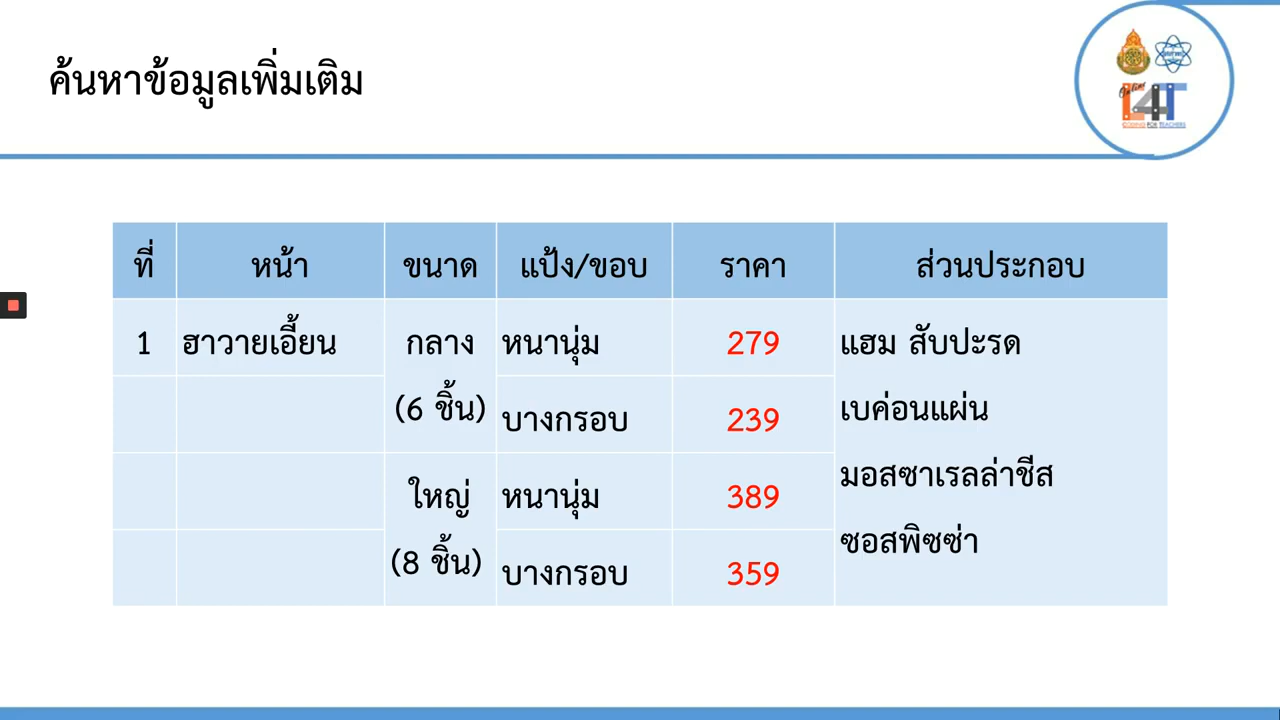 ค้นหาข้อมูลเพิ่มเติม
Online
C4T
CODING FOR TEACHERS
ที่ หน้า ขนาด แป้ง/ขอบ ราคา ส่วนประกอบ
1 ฮาวายเอี้ยน กลาง หนานุ่ม 279 แฮม สับปะรด
(6 ชิ้น) บางกรอบ 239 เบค่อนแผ่น
ใหญ่ หนานุ่ม 389 มอสซาเรลล่าชีส
(8 ชิ้น) บางกรอบ 359 ซอสพิซซ่า